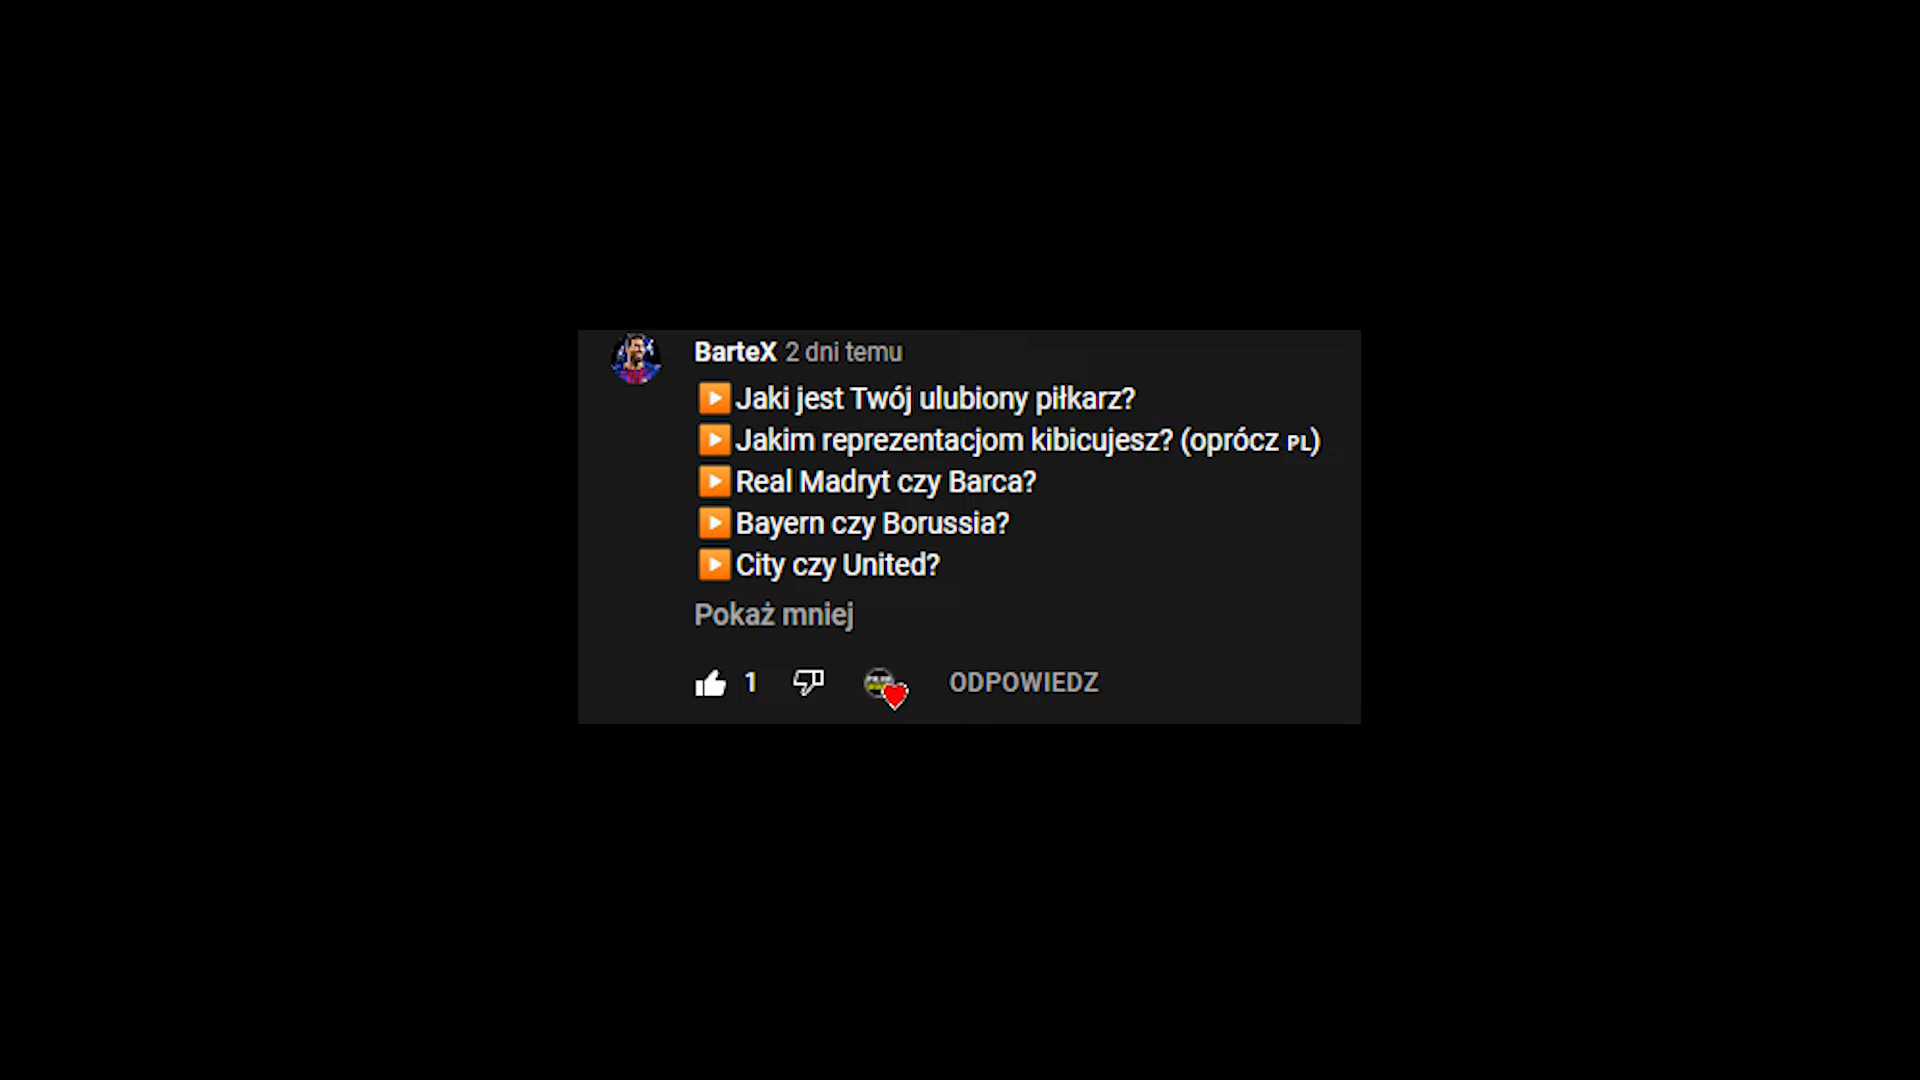 BarteX 2 dni temu
▶️Jaki jest Twój ulubiony piłkarz?
▶️Jakim reprezentacjom kibicujesz? (oprócz PL)
▶️Real Madryt czy Barca?
▶️Bayern czy Borussia?
▶️City czy United?
Pokaż mniej
1 ODPOWIEDZ